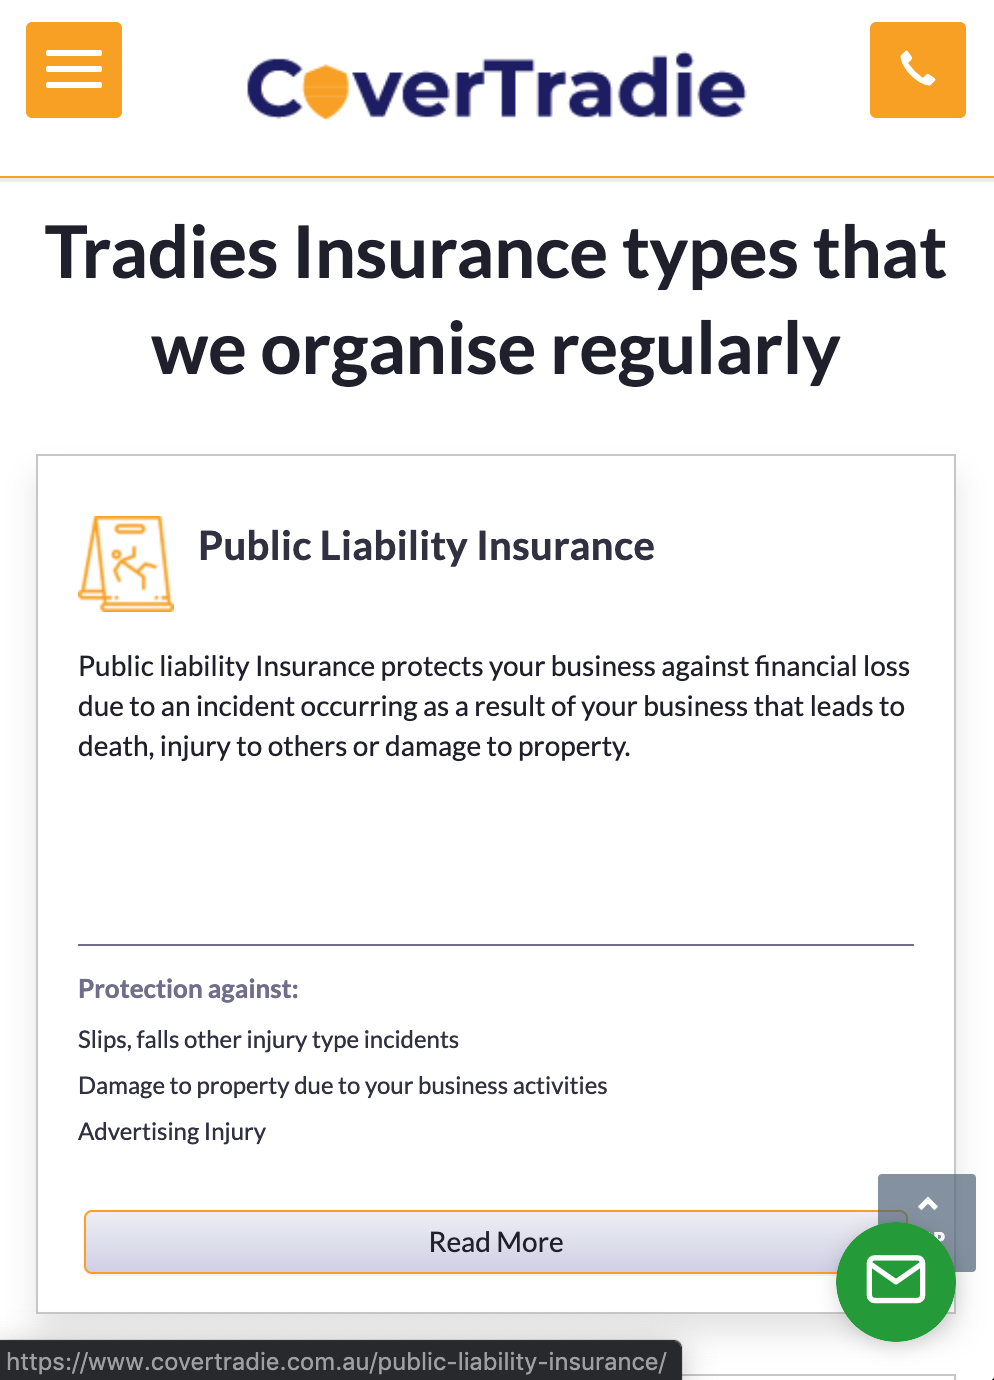 CoverTradie
Tradies Insurance types that
we organise regularly
Public Liability Insurance
Public liability Insurance protects your business against financial loss
due to an incident occurring as a result of your business that leads to
death, injury to others or damage to property.
Protection against:
Slips, falls other injury type incidents
Damage to property due to your business activities
Advertising Injury
Read More
https://www.covertradie.com.au/public-liability-insurance/